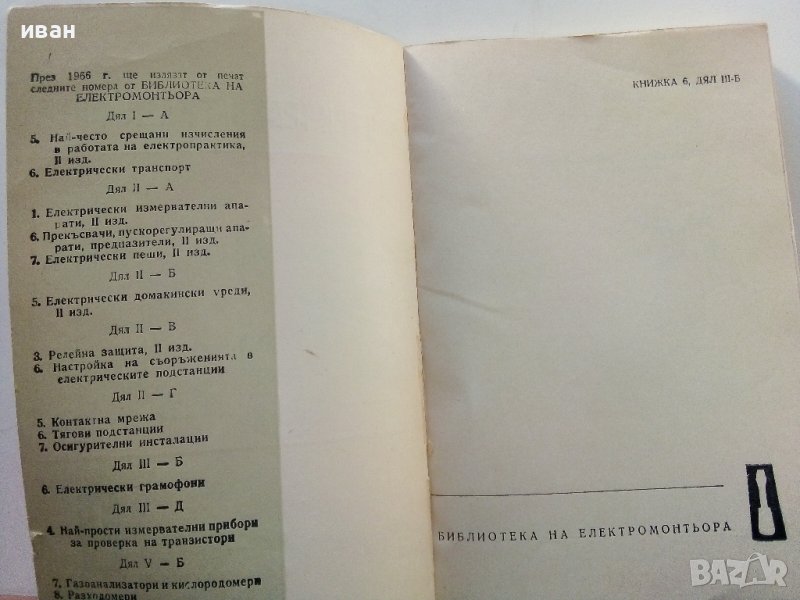 иван
През 1966 г. ще излязат от печат
следните номера от БИБЛИОТЕКА НА
ЕЛЕКТРОМОНТЬОРА
Дял I — А
5. Най-често срещани изчисления
в работата на електропрактика,
II изд.
6. Електрически транспорт
Дял II — А
1. Електрически измервателни апа-
рати, II изд.
6. Прекъсвачи, пускорегулиращи апа-
рати, предпазители, II изд.
7. Електрически пещи, II изд.
Дял II — Б
5. Електрически домакински уреди,
II изд.
Дял II — В
3. Релейна защита, II изд.
6. Настройка на съоръженията в
електрическите подстанции
Дял II — Г
5. Контактна мрежа
6. Тягови подстанции
7. Осигурителни инсталации
Дял III — Б
6. Електрически грамофони
Дял III — Д
4. Най-прости измервателни прибори
за проверка на транзистори
Дял V — Б
7. Газоанализатори и кислородомери
8. Разходомери
КНИЖКА 6, ДЯЛ III-Б
БИБЛИОТЕКА НА ЕЛЕКТРОМОНТЬОРА
BAZAR